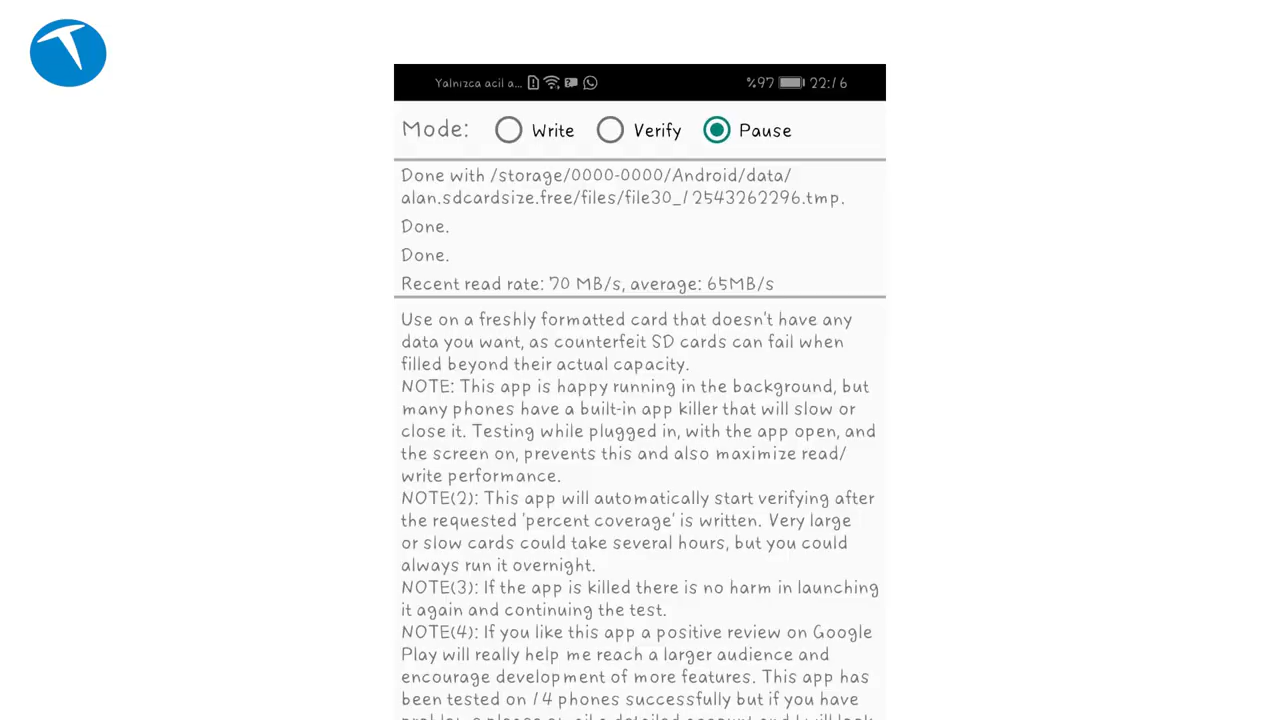 Yalnızca acil a... %97 22:16
Mode: Write Verify Pause
Done with /storage/0000-0000/Android/data/
alan.sdcardsize.free/files/file30_12543262296.tmp.
Done.
Done.
Recent read rate: 70 MB/s, average: 65MB/s
Use on a freshly formatted card that doesn't have any
data you want, as counterfeit SD cards can fail when
filled beyond their actual capacity.
NOTE: This app is happy running in the background, but
many phones have a built-in app killer that will slow or
close it. Testing while plugged in, with the app open, and
the screen on, prevents this and also maximize read/
write performance.
NOTE(2): This app will automatically start verifying after
the requested 'percent coverage' is written. Very large
or slow cards could take several hours, but you could
always run it overnight.
NOTE(3): If the app is killed there is no harm in launching
it again and continuing the test.
NOTE(4): If you like this app a positive review on Google
Play will really help me reach a larger audience and
encourage development of more features. This app has
been tested on 14 phones successfully but if you have